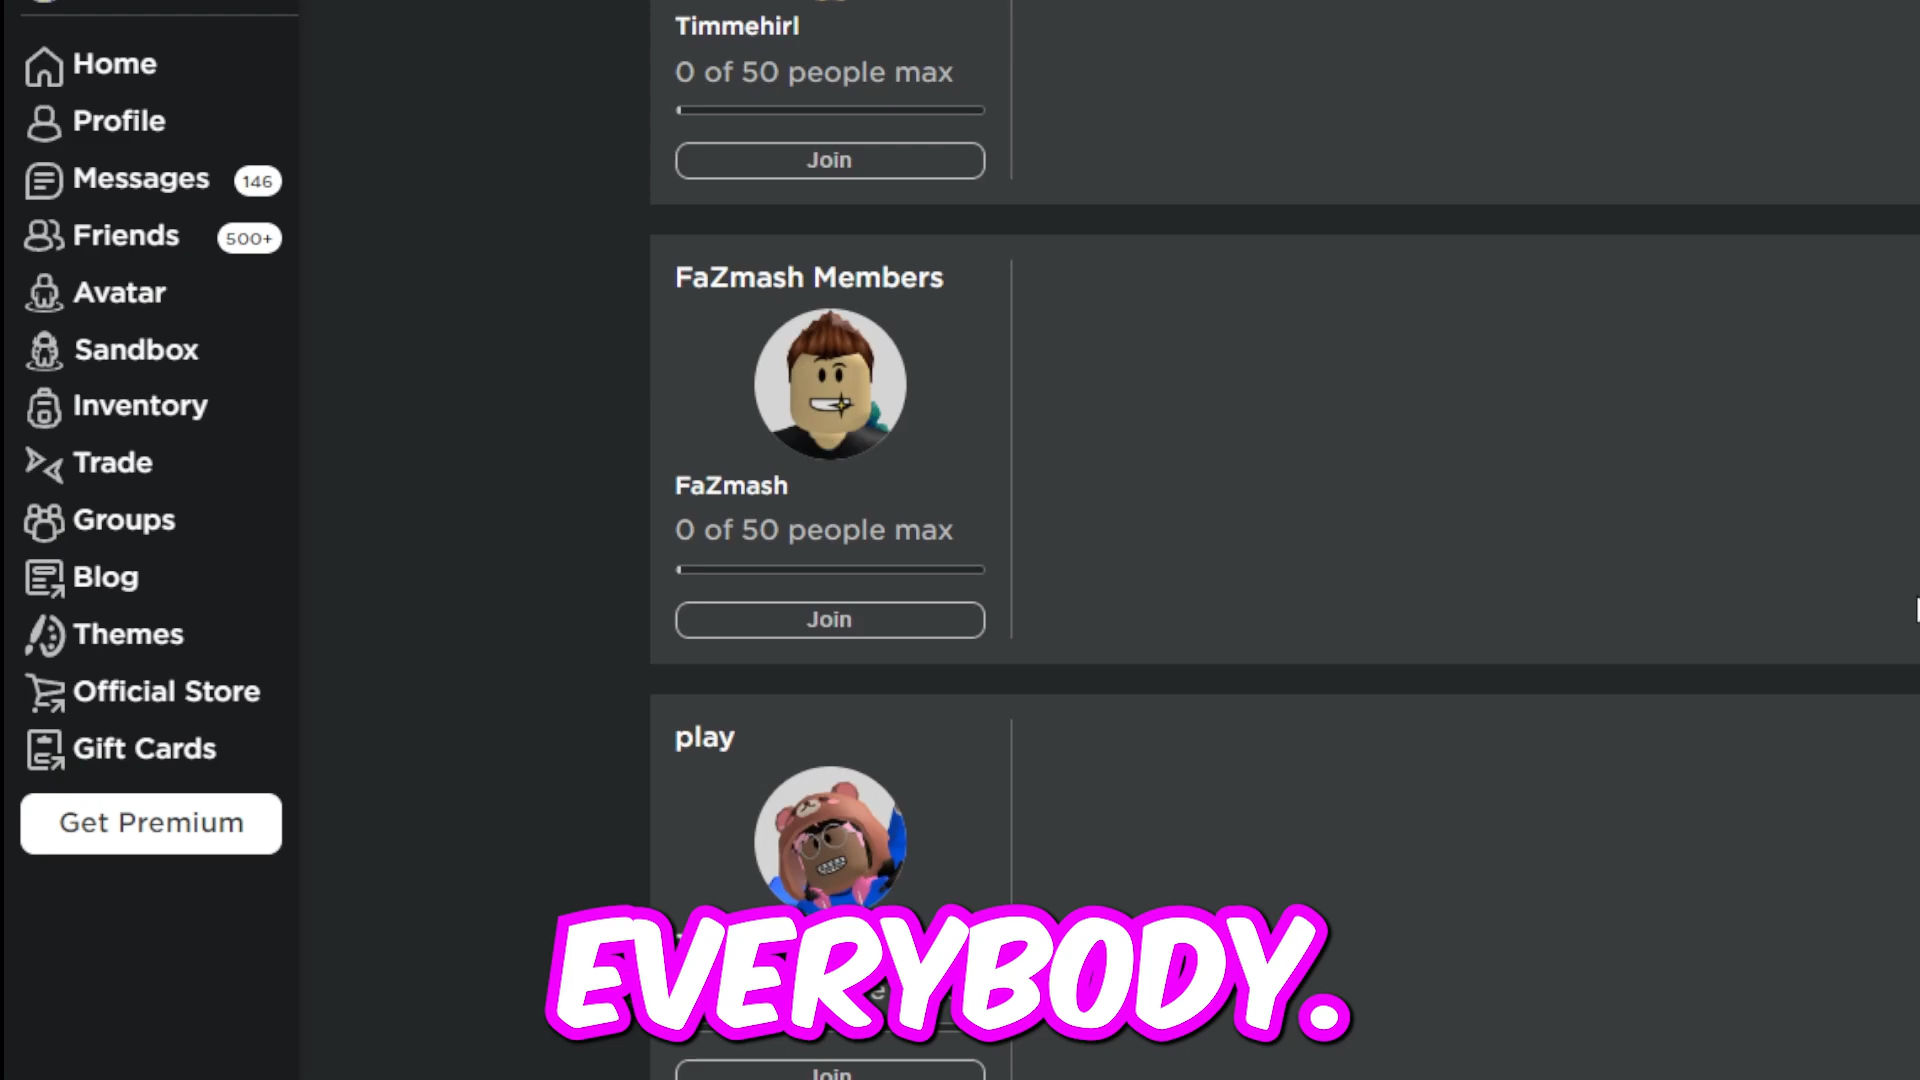 Home
Profile
Messages 146
Friends 500+
Avatar
Sandbox
Inventory
Trade
Groups
Blog
Themes
Official Store
Gift Cards
Get Premium
Timmehirl
0 of 50 people max
Join
FaZmash Members
FaZmash
0 of 50 people max
Join
play
EVERYBODY.
Join